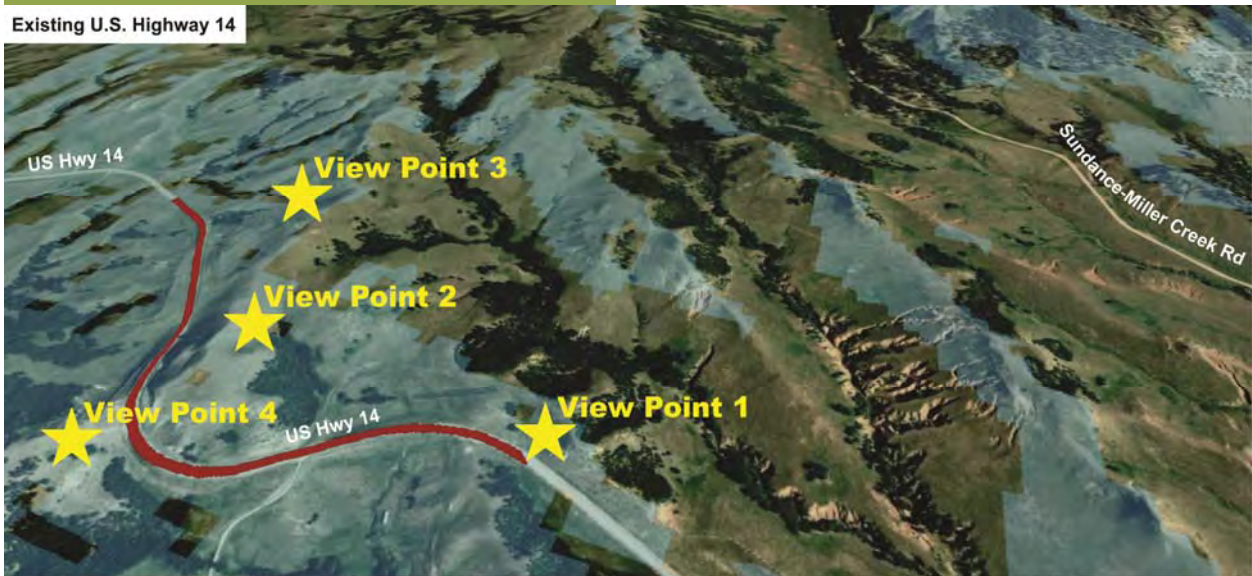 Existing U.S. Highway 14
US Hwy 14
View Point 3
Sundance-Miller Creek Rd
View Point 2
View Point 4
US Hwy 14
View Point 1